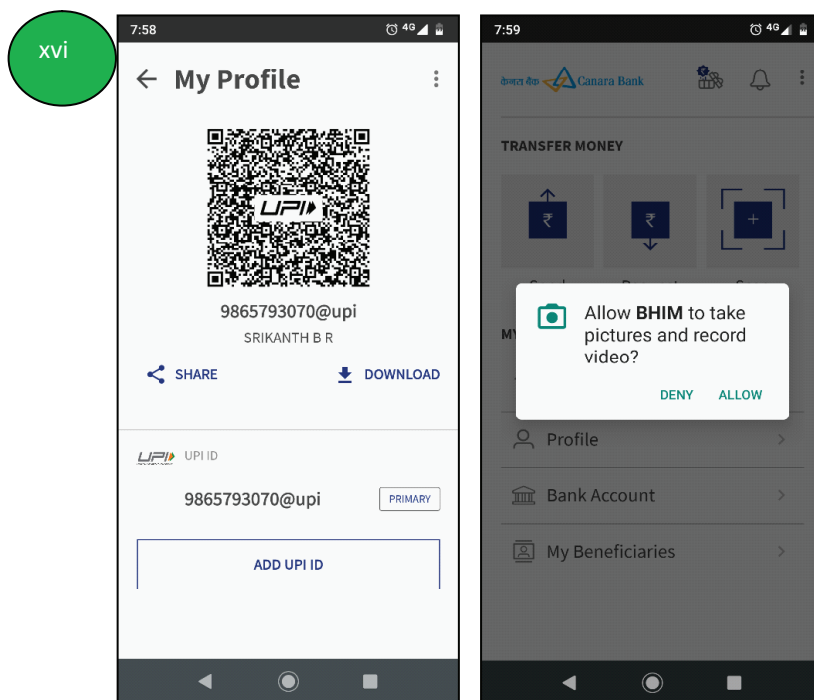 xvi
7:58
4G
My Profile
UPI
9865793070@upi
SRIKANTH B R
SHARE
DOWNLOAD
UPI
UPI ID
9865793070@upi
PRIMARY
ADD UPI ID
7:59
4G
केनरा बैंक Canara Bank
TRANSFER MONEY
₹
₹
Allow BHIM to take
pictures and record
video?
DENY ALLOW
Profile
Bank Account
My Beneficiaries